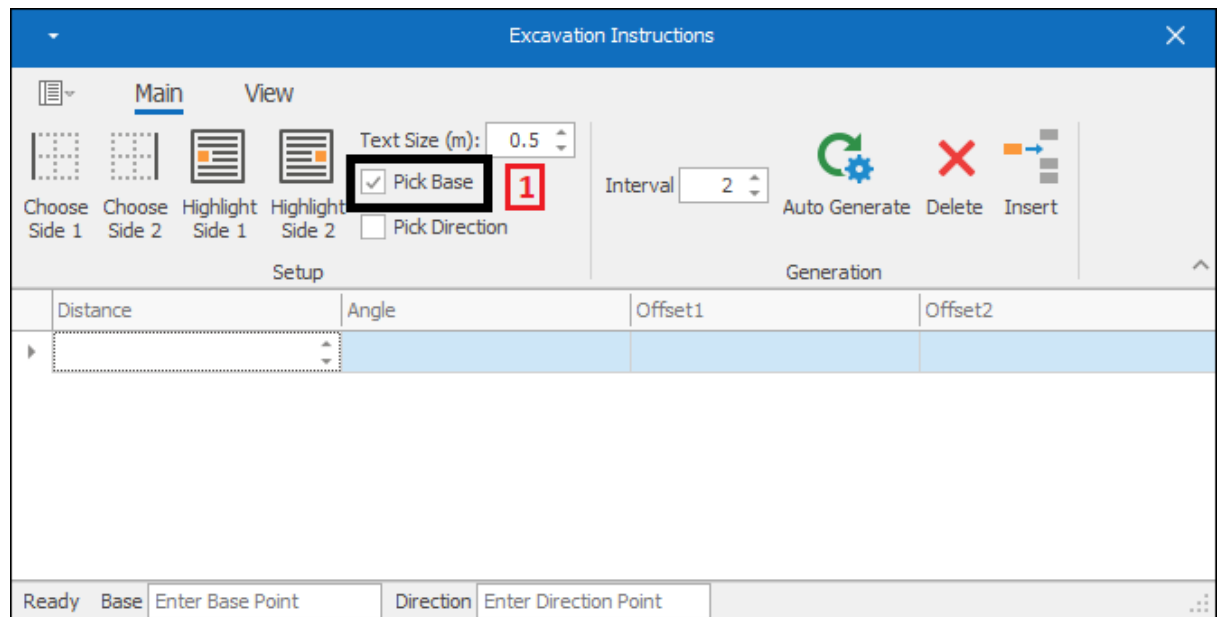 Excavation Instructions
Main View
Text Size (m): 0.5
Pick Base 1
Pick Direction
Choose Side 1
Choose Side 2
Highlight Side 1
Highlight Side 2
Setup
Interval 2
Auto Generate Delete Insert
Generation
Distance Angle Offset1 Offset2
Ready Base Enter Base Point Direction Enter Direction Point